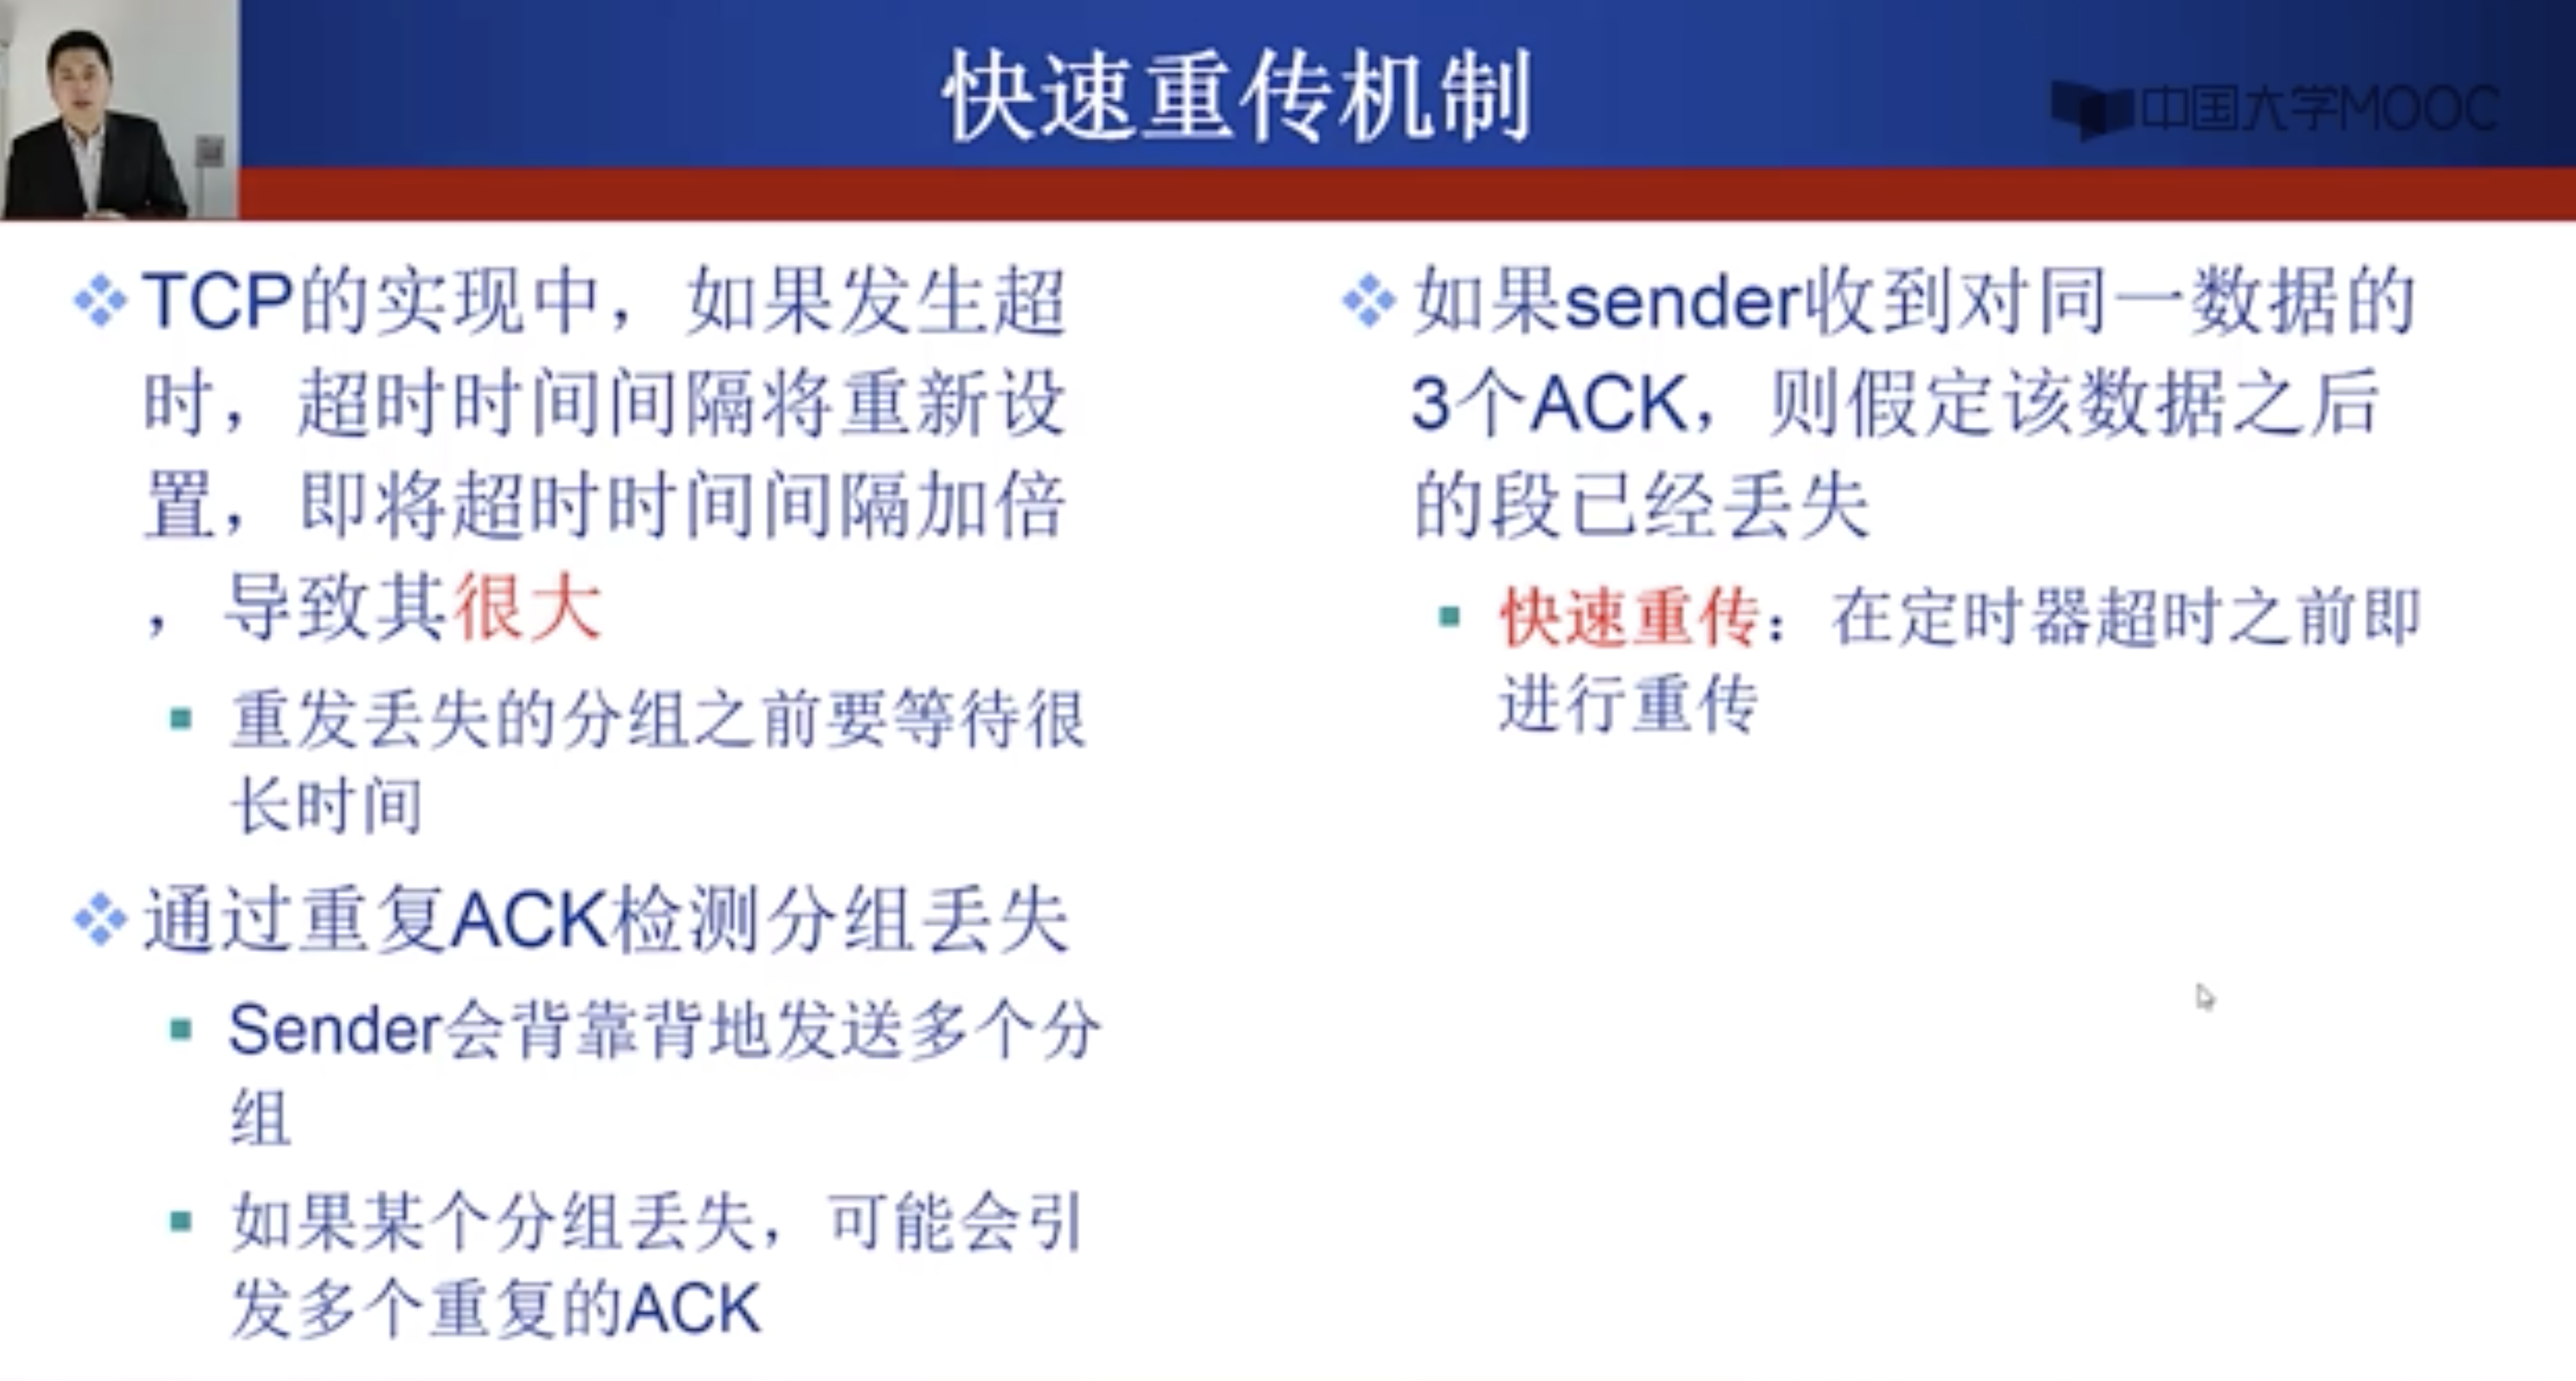 快速重传机制
中国大学MOOC
TCP的实现中，如果发生超
时，超时时间间隔将重新设
置，即将超时时间间隔加倍
，导致其很大
重发丢失的分组之前要等待很
长时间
通过重复ACK检测分组丢失
Sender会背靠背地发送多个分
组
如果某个分组丢失，可能会引
发多个重复的ACK
如果sender收到对同一数据的
3个ACK，则假定该数据之后
的段已经丢失
快速重传：在定时器超时之前即
进行重传